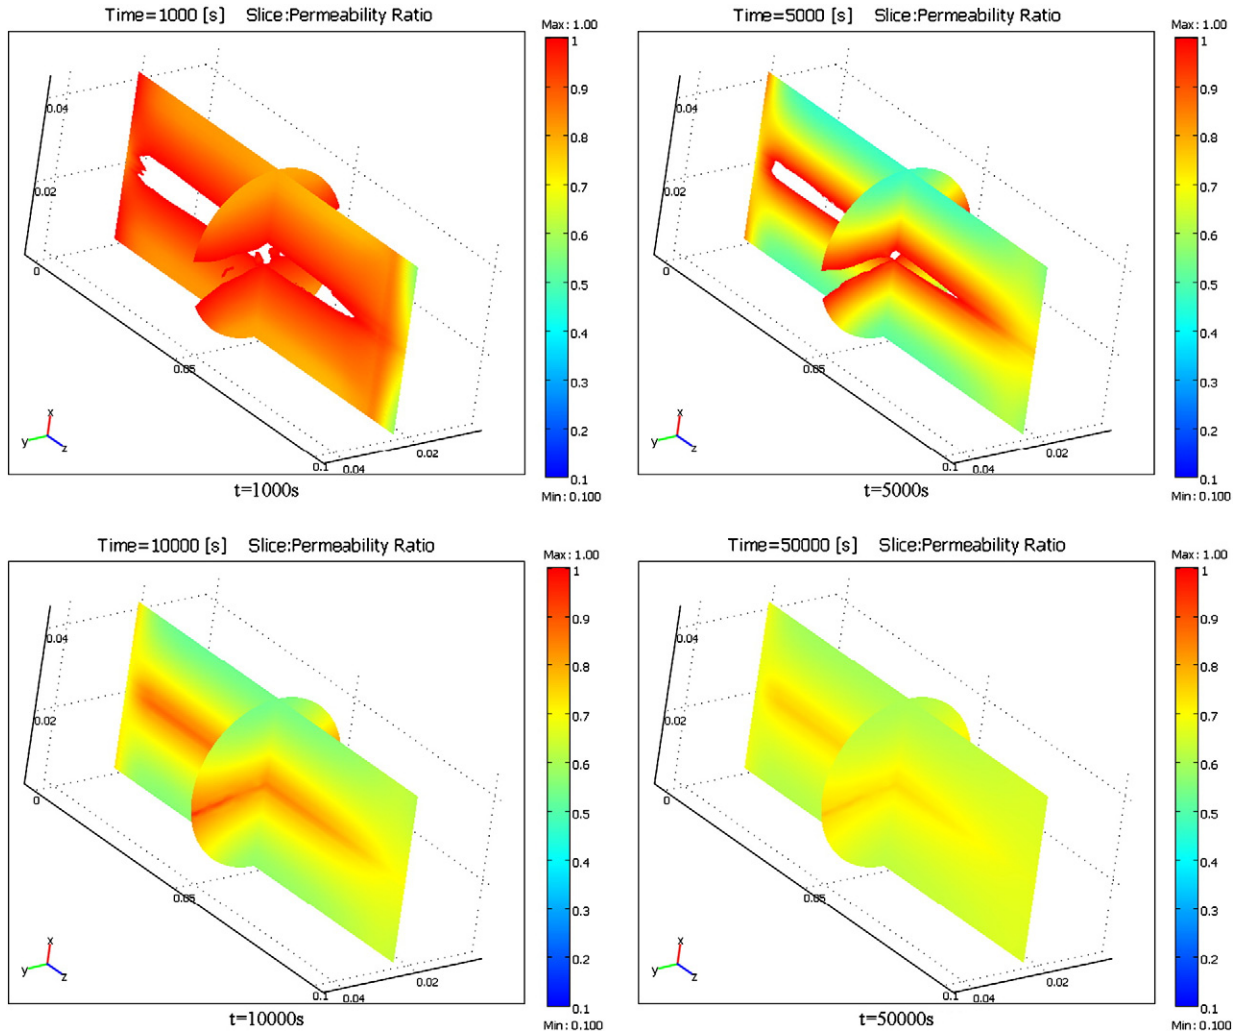 Time=1000 [s] Slice:Permeability Ratio
Max: 1.00
1
0.9
0.8
0.7
0.6
0.5
0.4
0.3
0.2
0.1
Min: 0.100
0.04
0.02
0
0.05
0.1
0.04
0.02
x
y
z
t=1000s
Time=5000 [s] Slice:Permeability Ratio
Max: 1.00
1
0.9
0.8
0.7
0.6
0.5
0.4
0.3
0.2
0.1
Min: 0.100
0.04
0.02
0
0.05
0.1
0.04
0.02
x
y
z
t=5000s
Time=10000 [s] Slice:Permeability Ratio
Max: 1.00
1
0.9
0.8
0.7
0.6
0.5
0.4
0.3
0.2
0.1
Min: 0.100
0.04
0.02
0
0.05
0.1
0.04
0.02
x
y
z
t=10000s
Time=50000 [s] Slice:Permeability Ratio
Max: 1.00
1
0.9
0.8
0.7
0.6
0.5
0.4
0.3
0.2
0.1
Min: 0.100
0.04
0.02
0
0.05
0.1
0.04
0.02
x
y
z
t=50000s